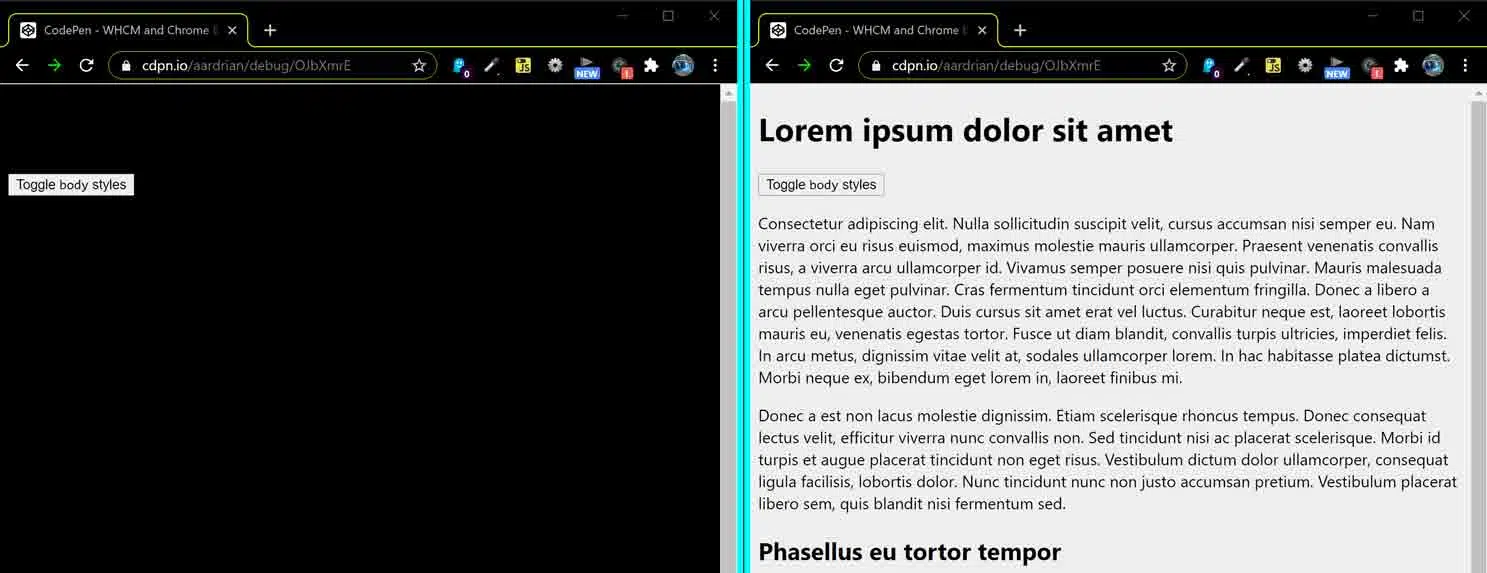 CodePen - WHCM and Chrome
cdpn.io/aardrian/debug/OJbXmrE
0
JS
NEW
!
Toggle body styles
CodePen - WHCM and Chrome
cdpn.io/aardrian/debug/OJbXmrE
0
JS
NEW
!
Lorem ipsum dolor sit amet
Toggle body styles
Consectetur adipiscing elit. Nulla sollicitudin suscipit velit, cursus accumsan nisi semper eu. Nam
viverra orci eu risus euismod, maximus molestie mauris ullamcorper. Praesent venenatis convallis
risus, a viverra arcu ullamcorper id. Vivamus semper posuere nisi quis pulvinar. Mauris malesuada
tempus nulla eget pulvinar. Cras fermentum tincidunt orci elementum fringilla. Donec a libero a
arcu pellentesque auctor. Duis cursus sit amet erat vel luctus. Curabitur neque est, laoreet lobortis
mauris eu, venenatis egestas tortor. Fusce ut diam blandit, convallis turpis ultricies, imperdiet felis.
In arcu metus, dignissim vitae velit at, sodales ullamcorper lorem. In hac habitasse platea dictumst.
Morbi neque ex, bibendum eget lorem in, laoreet finibus mi.
Donec a est non lacus molestie dignissim. Etiam scelerisque rhoncus tempus. Donec consequat
lectus velit, efficitur viverra nunc convallis non. Sed tincidunt nisi ac placerat scelerisque. Morbi id
turpis et augue placerat tincidunt non eget risus. Vestibulum dictum dolor ullamcorper, consequat
ligula facilisis, lobortis dolor. Nunc tincidunt nunc non justo accumsan pretium. Vestibulum placerat
libero sem, quis blandit nisi fermentum sed.
Phasellus eu tortor tempor